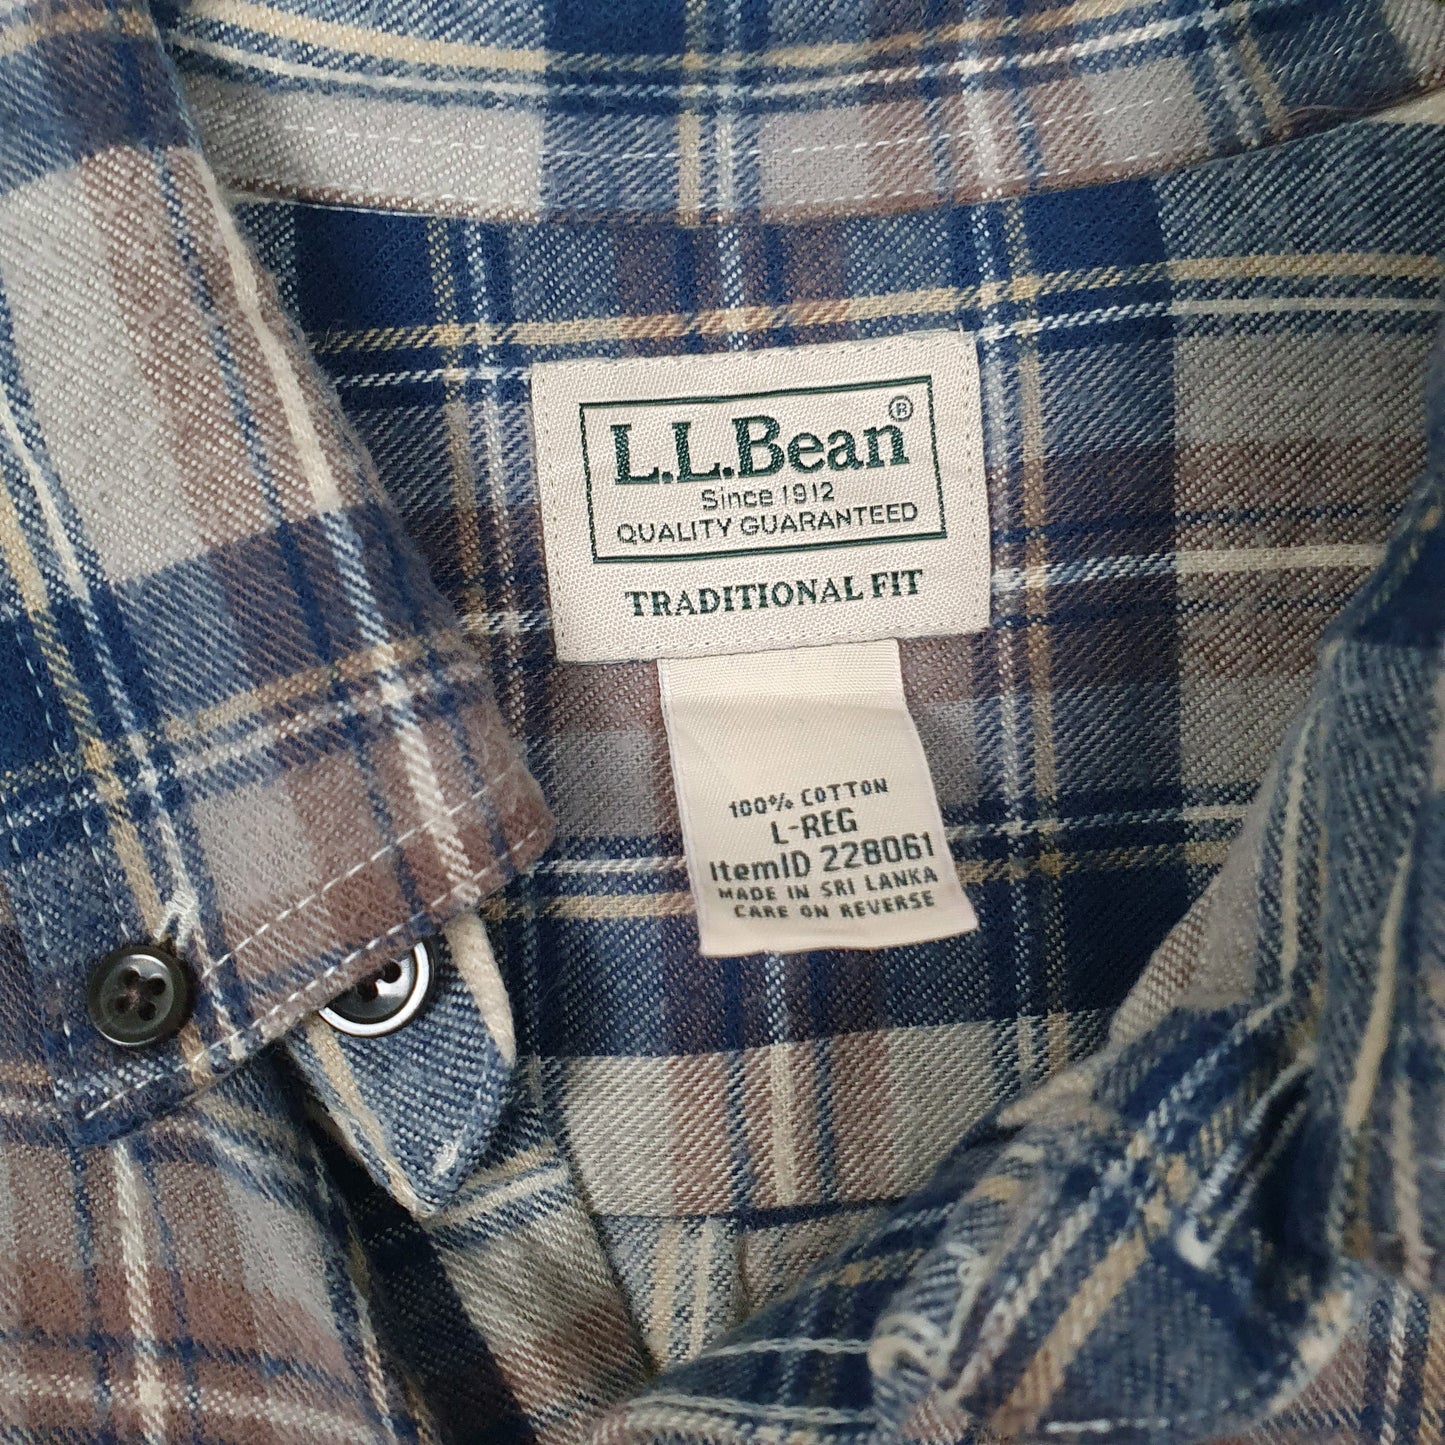 L.L.Bean®
Since 1912
QUALITY GUARANTEED
TRADITIONAL FIT
100% COTTON
L-REG
ItemID 228061
MADE IN SRI LANKA
CARE ON REVERSE